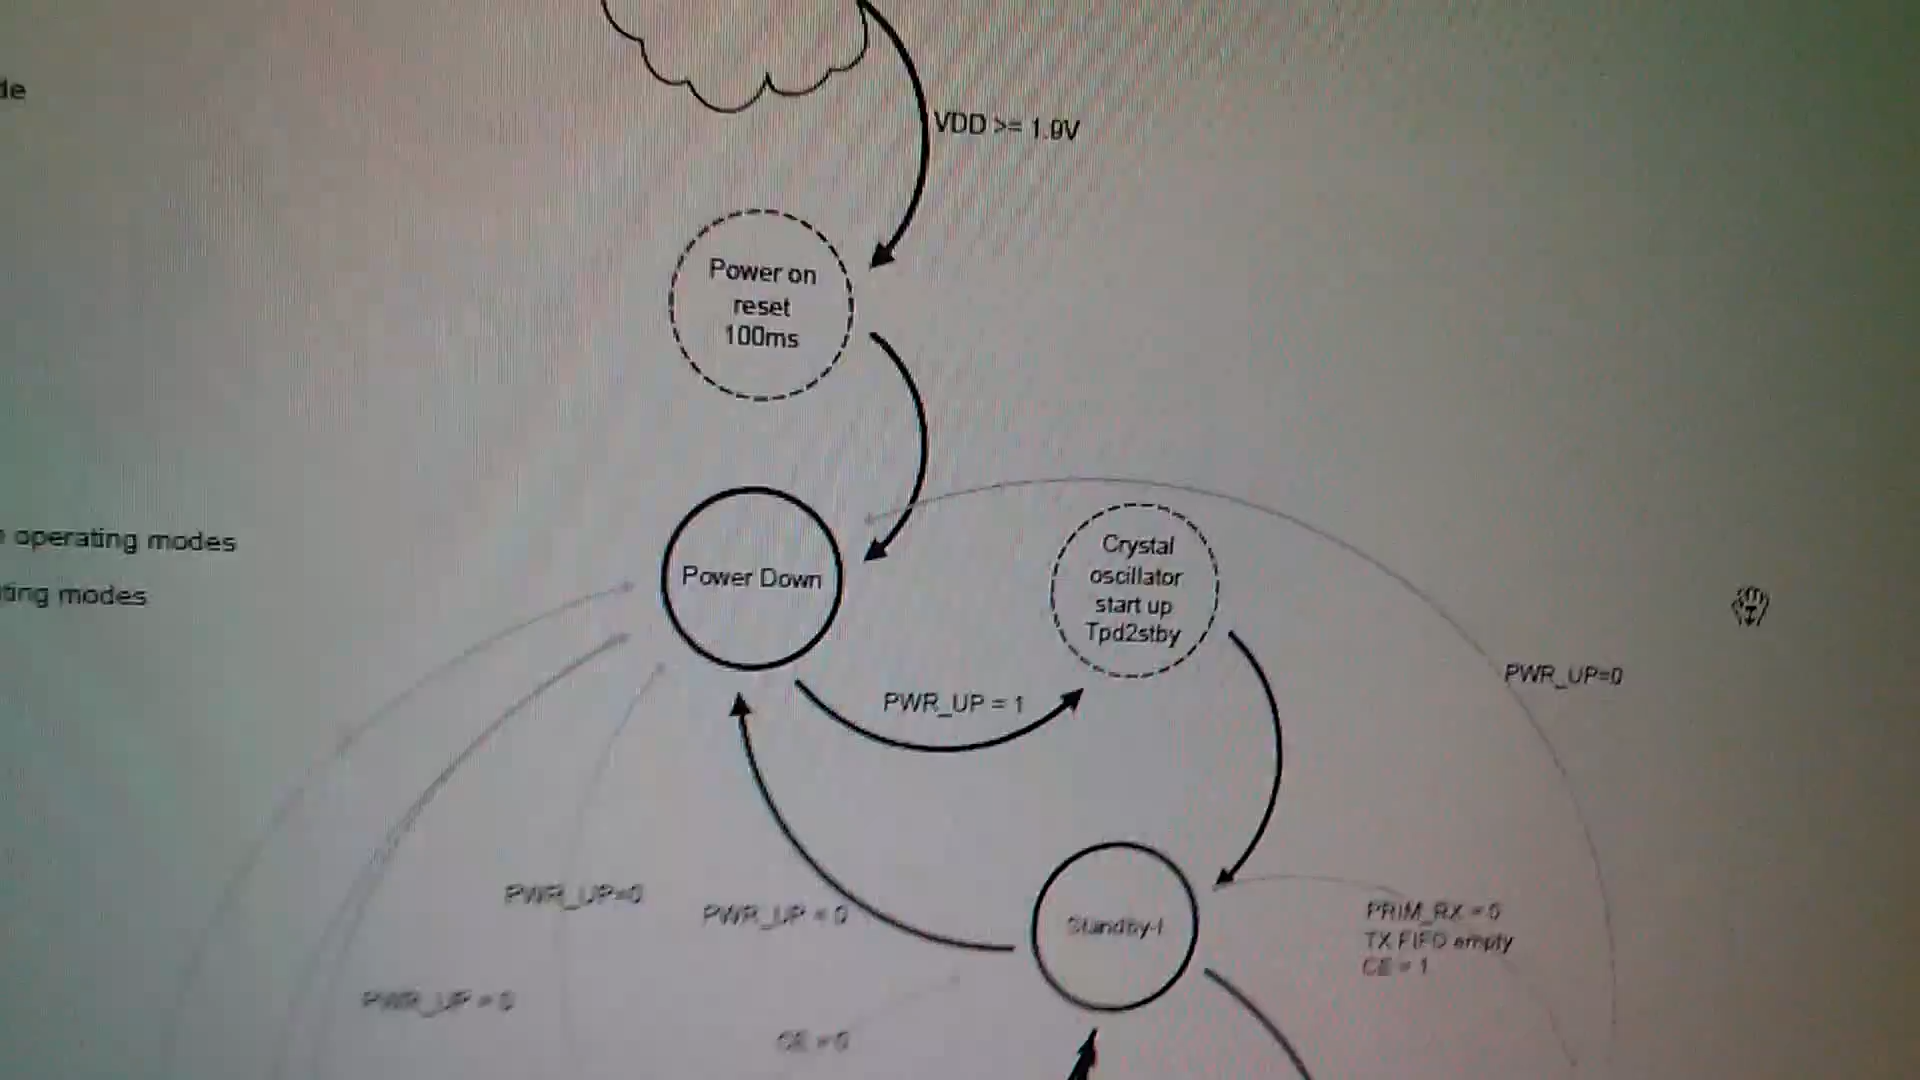 de
VDD >= 1.9V
Power on
reset
100ms
operating modes
ting modes
Power Down
Crystal
oscillator
start up
Tpd2stby
PWR_UP=0
PWR_UP = 1
PWR_UP=0
PWR_UP = 0
Standby-I
PRIM_RX = 0
TX FIFO empty
CE = 1
PWR_UP = 0
CE = 0